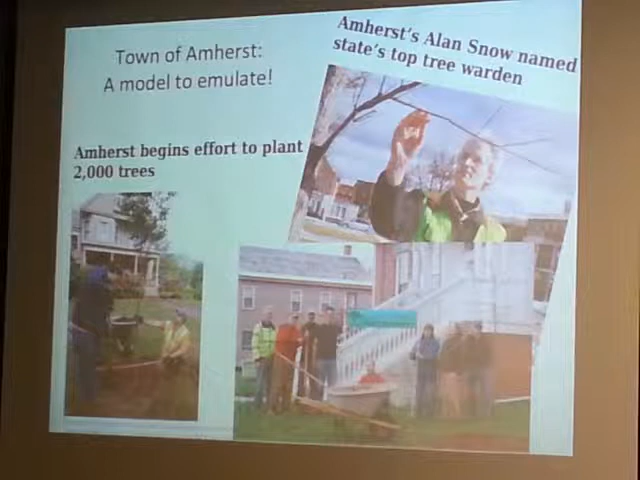 Town of Amherst:
A model to emulate!
Amherst's Alan Snow named
state's top tree warden
Amherst begins effort to plant
2,000 trees